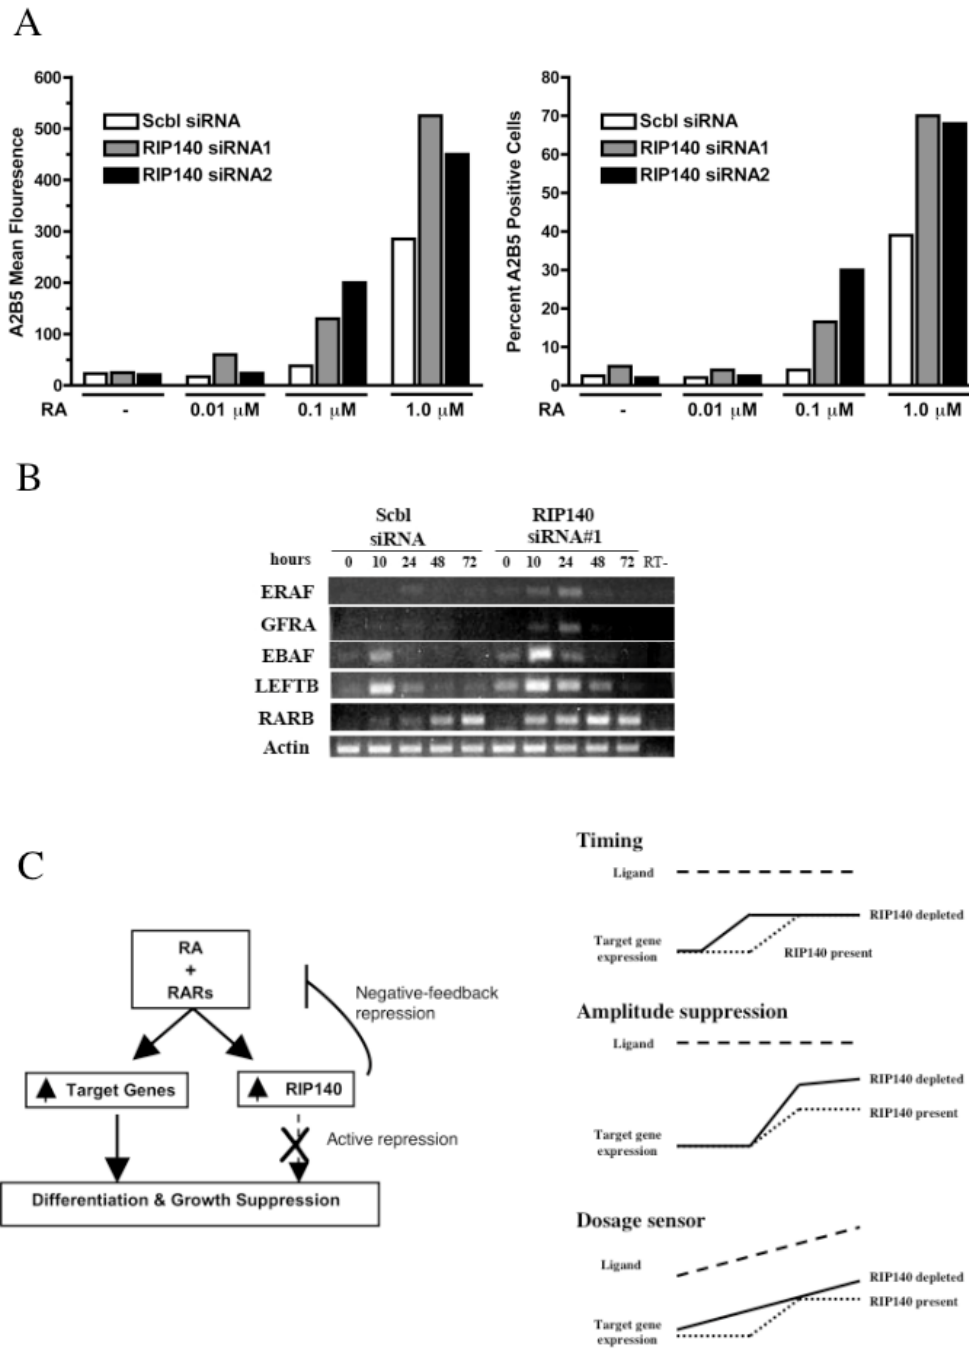 A
600
500
400
300
200
100
0
A2B5 Mean Flouresence
Scbl siRNA
RIP140 siRNA1
RIP140 siRNA2
RA - 0.01 μM 0.1 μM 1.0 μM
80
70
60
50
40
30
20
10
0
Percent A2B5 Positive Cells
Scbl siRNA
RIP140 siRNA1
RIP140 siRNA2
RA - 0.01 μM 0.1 μM 1.0 μM
B
Scbl
siRNA
RIP140
siRNA#1
hours 0 10 24 48 72 0 10 24 48 72 RT-
ERAF
GFRA
EBAF
LEFTB
RARB
Actin
C
RA
+
RARs
Negative-feedback
repression
Target Genes
RIP140
Active repression
Differentiation & Growth Suppression
Timing
Ligand
Target gene
expression
RIP140 depleted
RIP140 present
Amplitude suppression
Ligand
Target gene
expression
RIP140 depleted
RIP140 present
Dosage sensor
Ligand
Target gene
expression
RIP140 depleted
RIP140 present